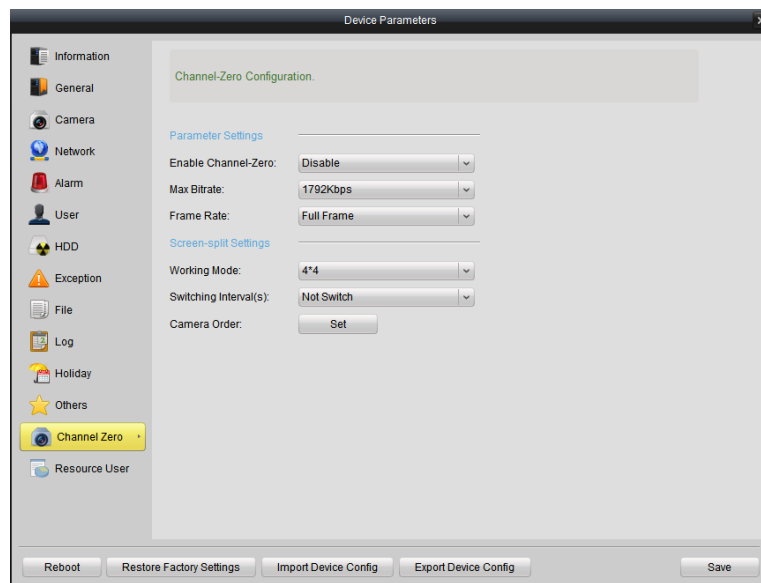 Device Parameters
Information
General
Camera
Network
Alarm
User
HDD
Exception
File
Log
Holiday
Others
Channel Zero
Resource User
Channel-Zero Configuration.
Parameter Settings
Enable Channel-Zero: Disable
Max Bitrate: 1792Kbps
Frame Rate: Full Frame
Screen-split Settings
Working Mode: 4*4
Switching Interval(s): Not Switch
Camera Order: Set
Reboot Restore Factory Settings Import Device Config Export Device Config Save